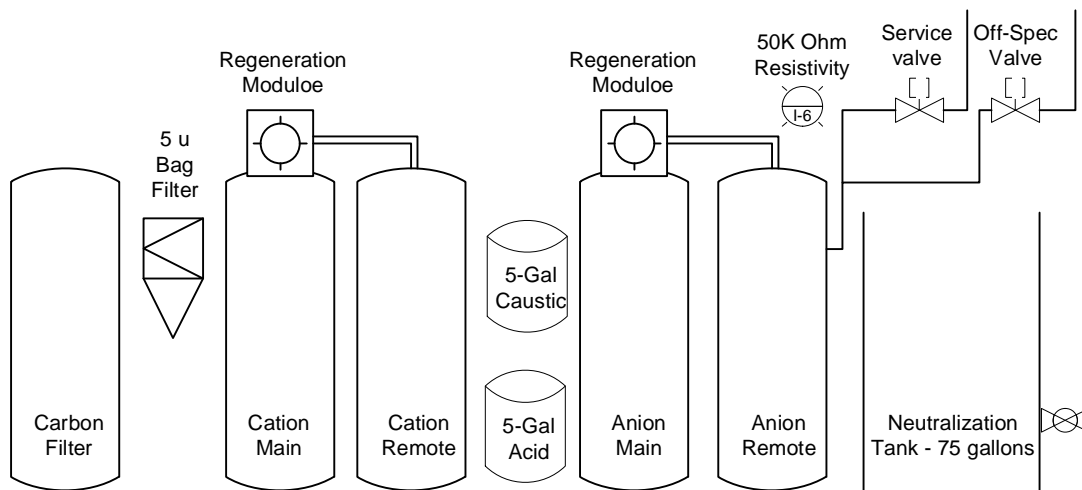 Regeneration
Moduloe
Regeneration
Moduloe
50K Ohm
Resistivity
I-6
Service
valve
Off-Spec
Valve
5 u
Bag
Filter
5-Gal
Caustic
5-Gal
Acid
Carbon
Filter
Cation
Main
Cation
Remote
Anion
Main
Anion
Remote
Neutralization
Tank - 75 gallons